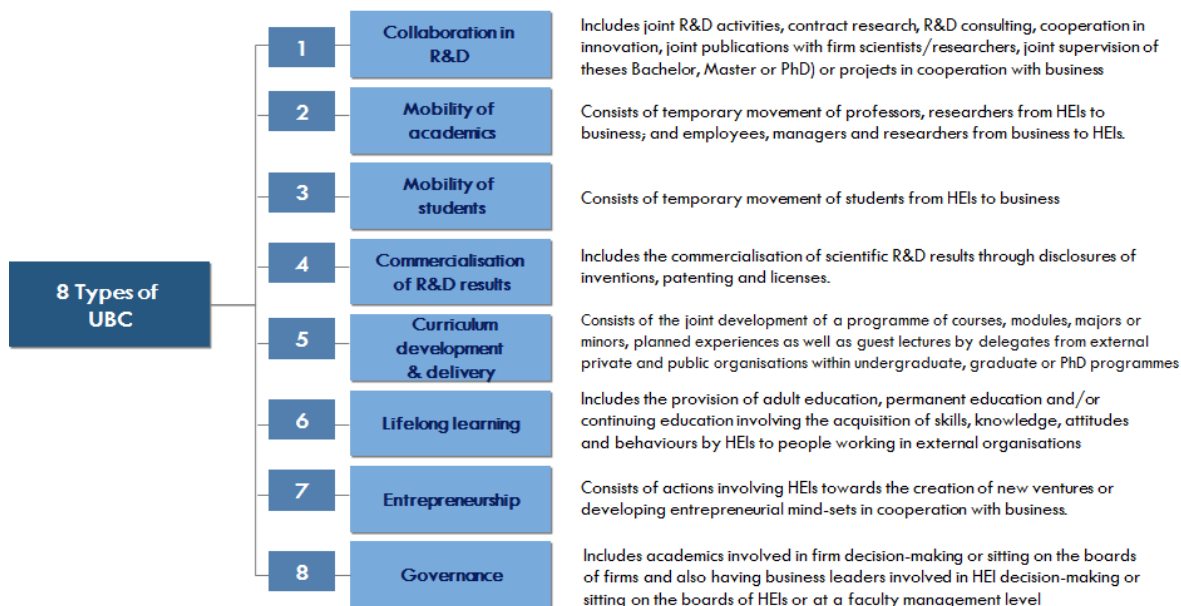 8 Types of
UBC
1
Collaboration in
R&D
Includes joint R&D activities, contract research, R&D consulting, cooperation in
innovation, joint publications with firm scientists/researchers, joint supervision of
theses Bachelor, Master or PhD) or projects in cooperation with business
2
Mobility of
academics
Consists of temporary movement of professors, researchers from HEIs to
business; and employees, managers and researchers from business to HEIs.
3
Mobility of
students
Consists of temporary movement of students from HEIs to business
4
Commercialisation
of R&D results
Includes the commercialisation of scientific R&D results through disclosures of
inventions, patenting and licenses.
5
Curriculum
development
& delivery
Consists of the joint development of a programme of courses, modules, majors or
minors, planned experiences as well as guest lectures by delegates from external
private and public organisations within undergraduate, graduate or PhD programmes
6
Lifelong learning
Includes the provision of adult education, permanent education and/or
continuing education involving the acquisition of skills, knowledge, attitudes
and behaviours by HEIs to people working in external organisations
7
Entrepreneurship
Consists of actions involving HEIs towards the creation of new ventures or
developing entrepreneurial mind-sets in cooperation with business.
8
Governance
Includes academics involved in firm decision-making or sitting on the boards
of firms and also having business leaders involved in HEI decision-making or
sitting on the boards of HEIs or at a faculty management level